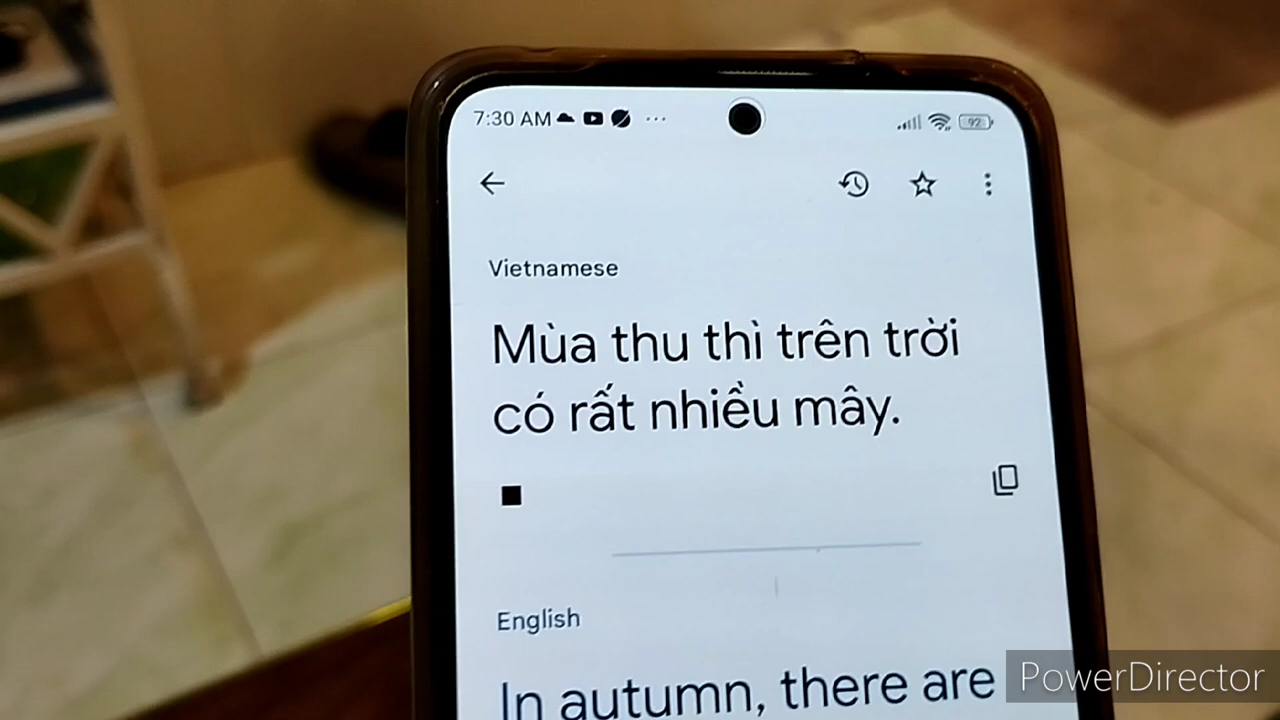 7:30 AM
92
Vietnamese
Mùa thu thì trên trời
có rất nhiều mây.
English
In autumn, there are
PowerDirector